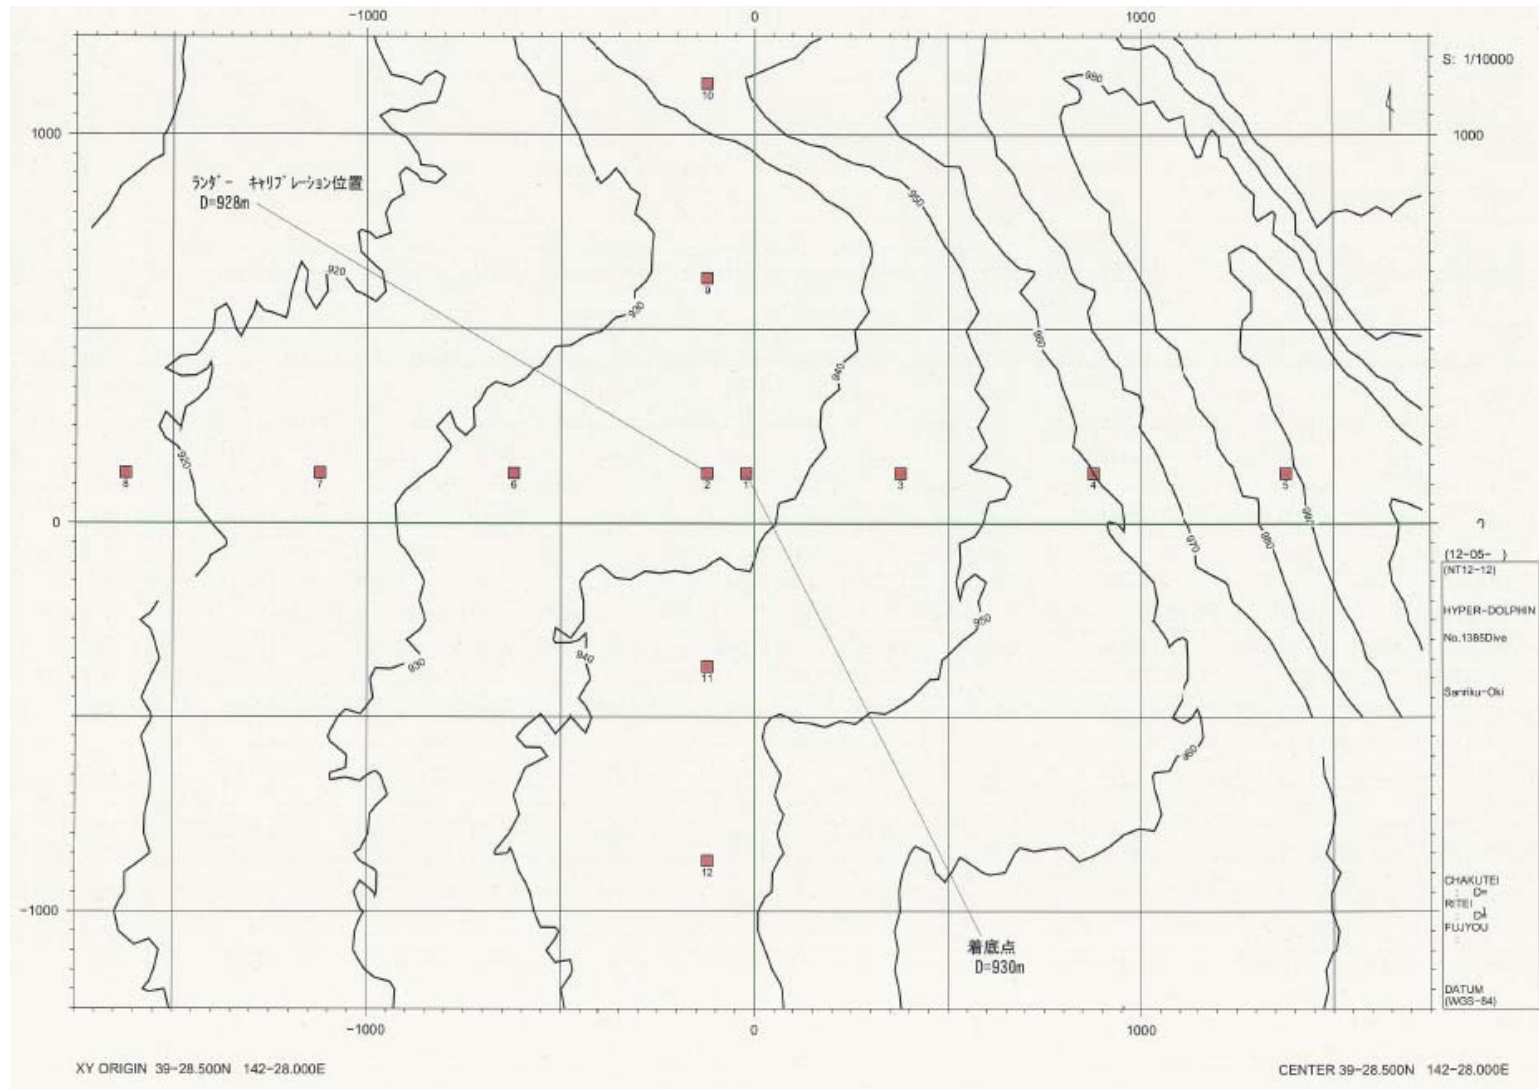 -1000 0 1000
S: 1/10000
10
980
1000 1000
ランダー キャリブレーション位置
D=928m
950
920
9
930
960
940
920
8 7 6 2 1 3 4 5
990
0
970
980
(12-05- )
(NT12-12)
HYPER-DOLPHIN
No.1385Dive
950
940
930
11
Sanriku-Oki
960
12
CHAKUTEI
: D=
RITEI
FUJYOU
:
-1000
着底点
D=930m
DATUM
(WGS-84)
-1000 0 1000
XY ORIGIN 39-28.500N 142-28.000E
CENTER 39-28.500N 142-28.000E